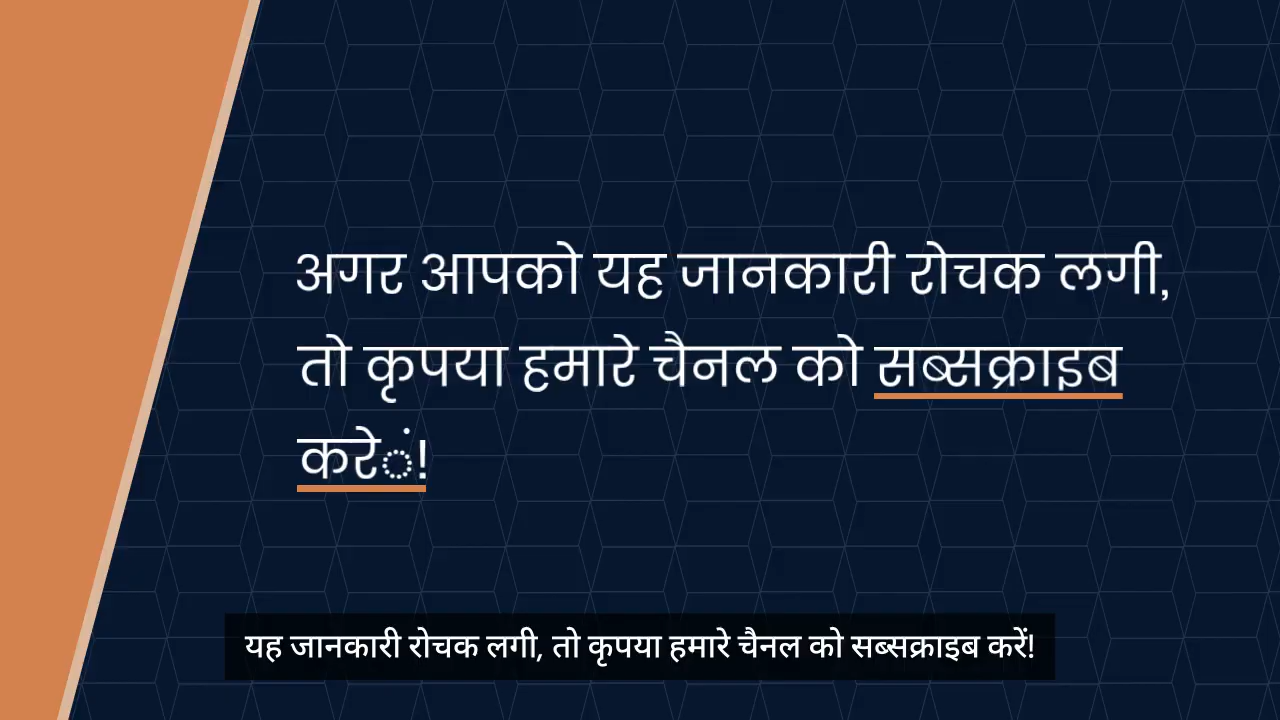 अगर आपको यह जानकारी रोचक लगी,
तो कृपया हमारे चैनल को सब्सक्राइब
करें!
यह जानकारी रोचक लगी, तो कृपया हमारे चैनल को सब्सक्राइब करें!